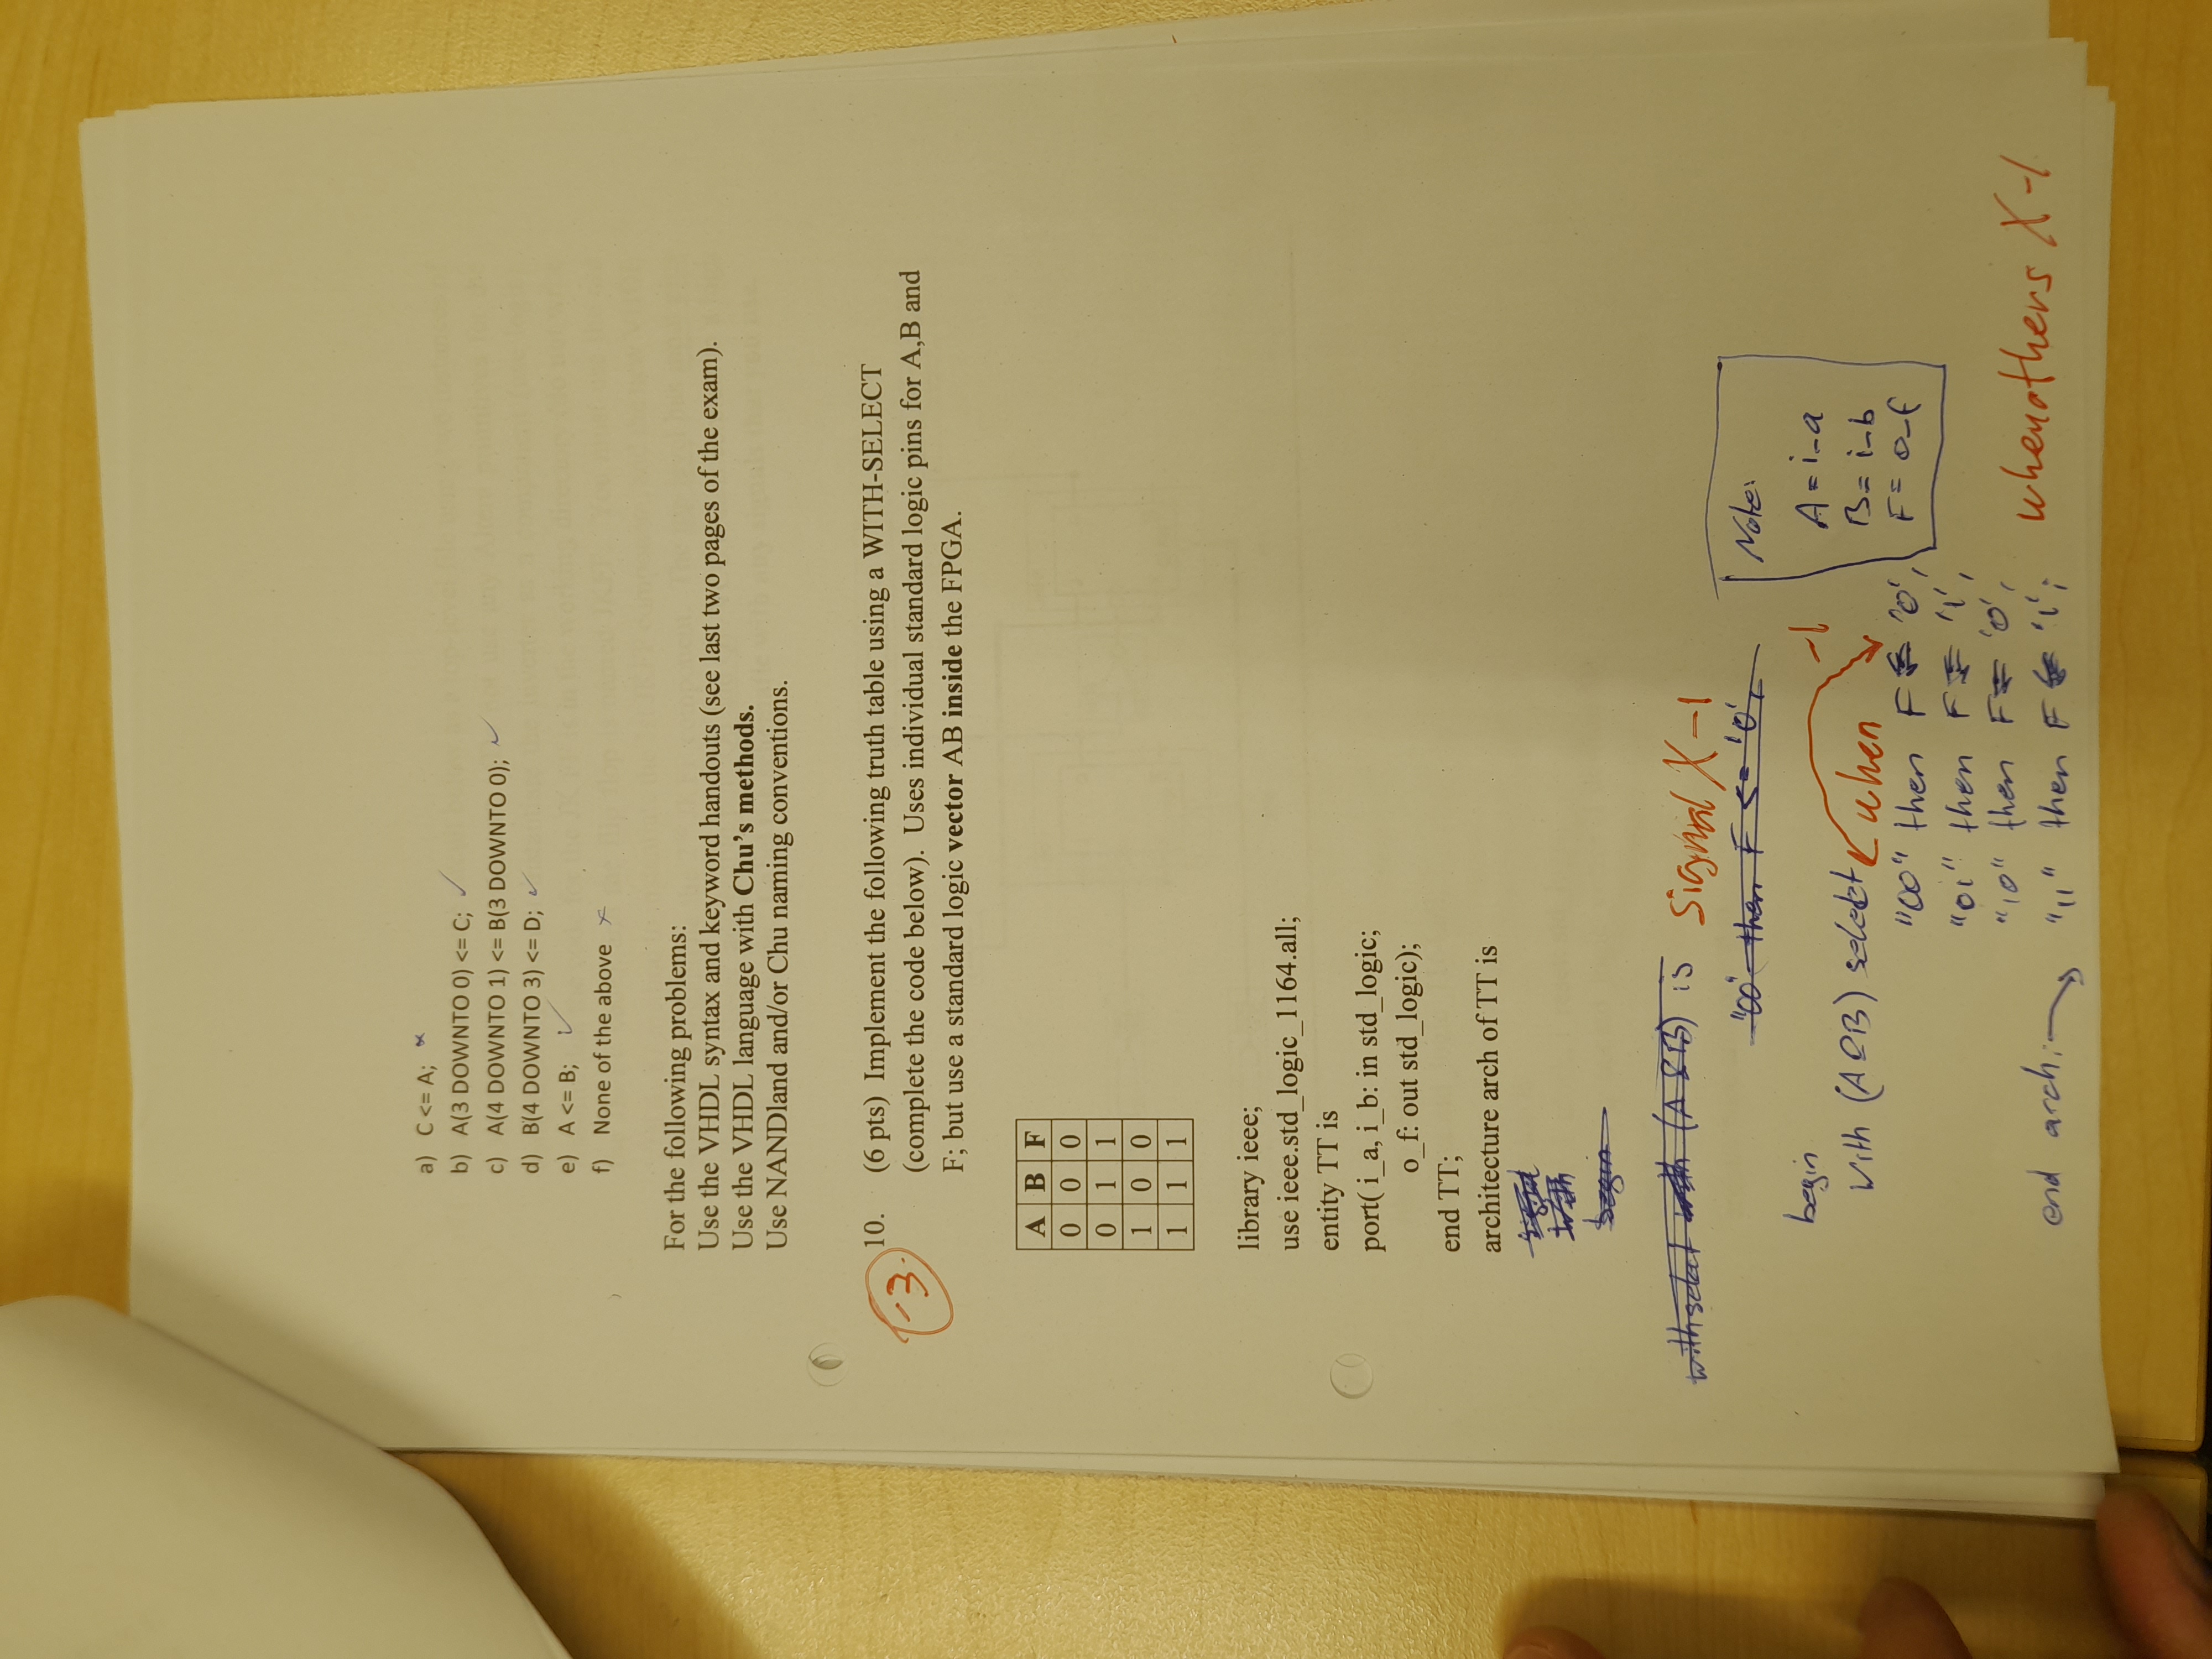 a) C <= A; ×
b) A(3 DOWNTO 0) <= C; ✓
c) A(4 DOWNTO 1) <= B(3 DOWNTO 0); ✓
d) B(4 DOWNTO 3) <= D; ✓
e) A <= B; ✓
f) None of the above ×
For the following problems:
Use the VHDL syntax and keyword handouts (see last two pages of the exam).
Use the VHDL language with Chu's methods.
Use NANDland and/or Chu naming conventions.
-3
10. (6 pts) Implement the following truth table using a WITH-SELECT
(complete the code below). Uses individual standard logic pins for A,B and
F; but use a standard logic vector AB inside the FPGA.
A B F
0 0 0
0 1 1
1 0 0
1 1 1
library ieee;
use ieee.std_logic_1164.all;
entity TT is
port( i_a, i_b: in std_logic;
o_f: out std_logic);
end TT;
architecture arch of TT is
signal
with
begin
withselect (A&B) is
signal X -1
"00" then F <= '0',
Note:
A = i_a
B = i_b
F = o_f
begin
-1
with (A&B) select
when
"00" then F = '0',
"01" then F = '1',
"10" then F = '0',
end arch; "11" then F '1';
whenothers X -1